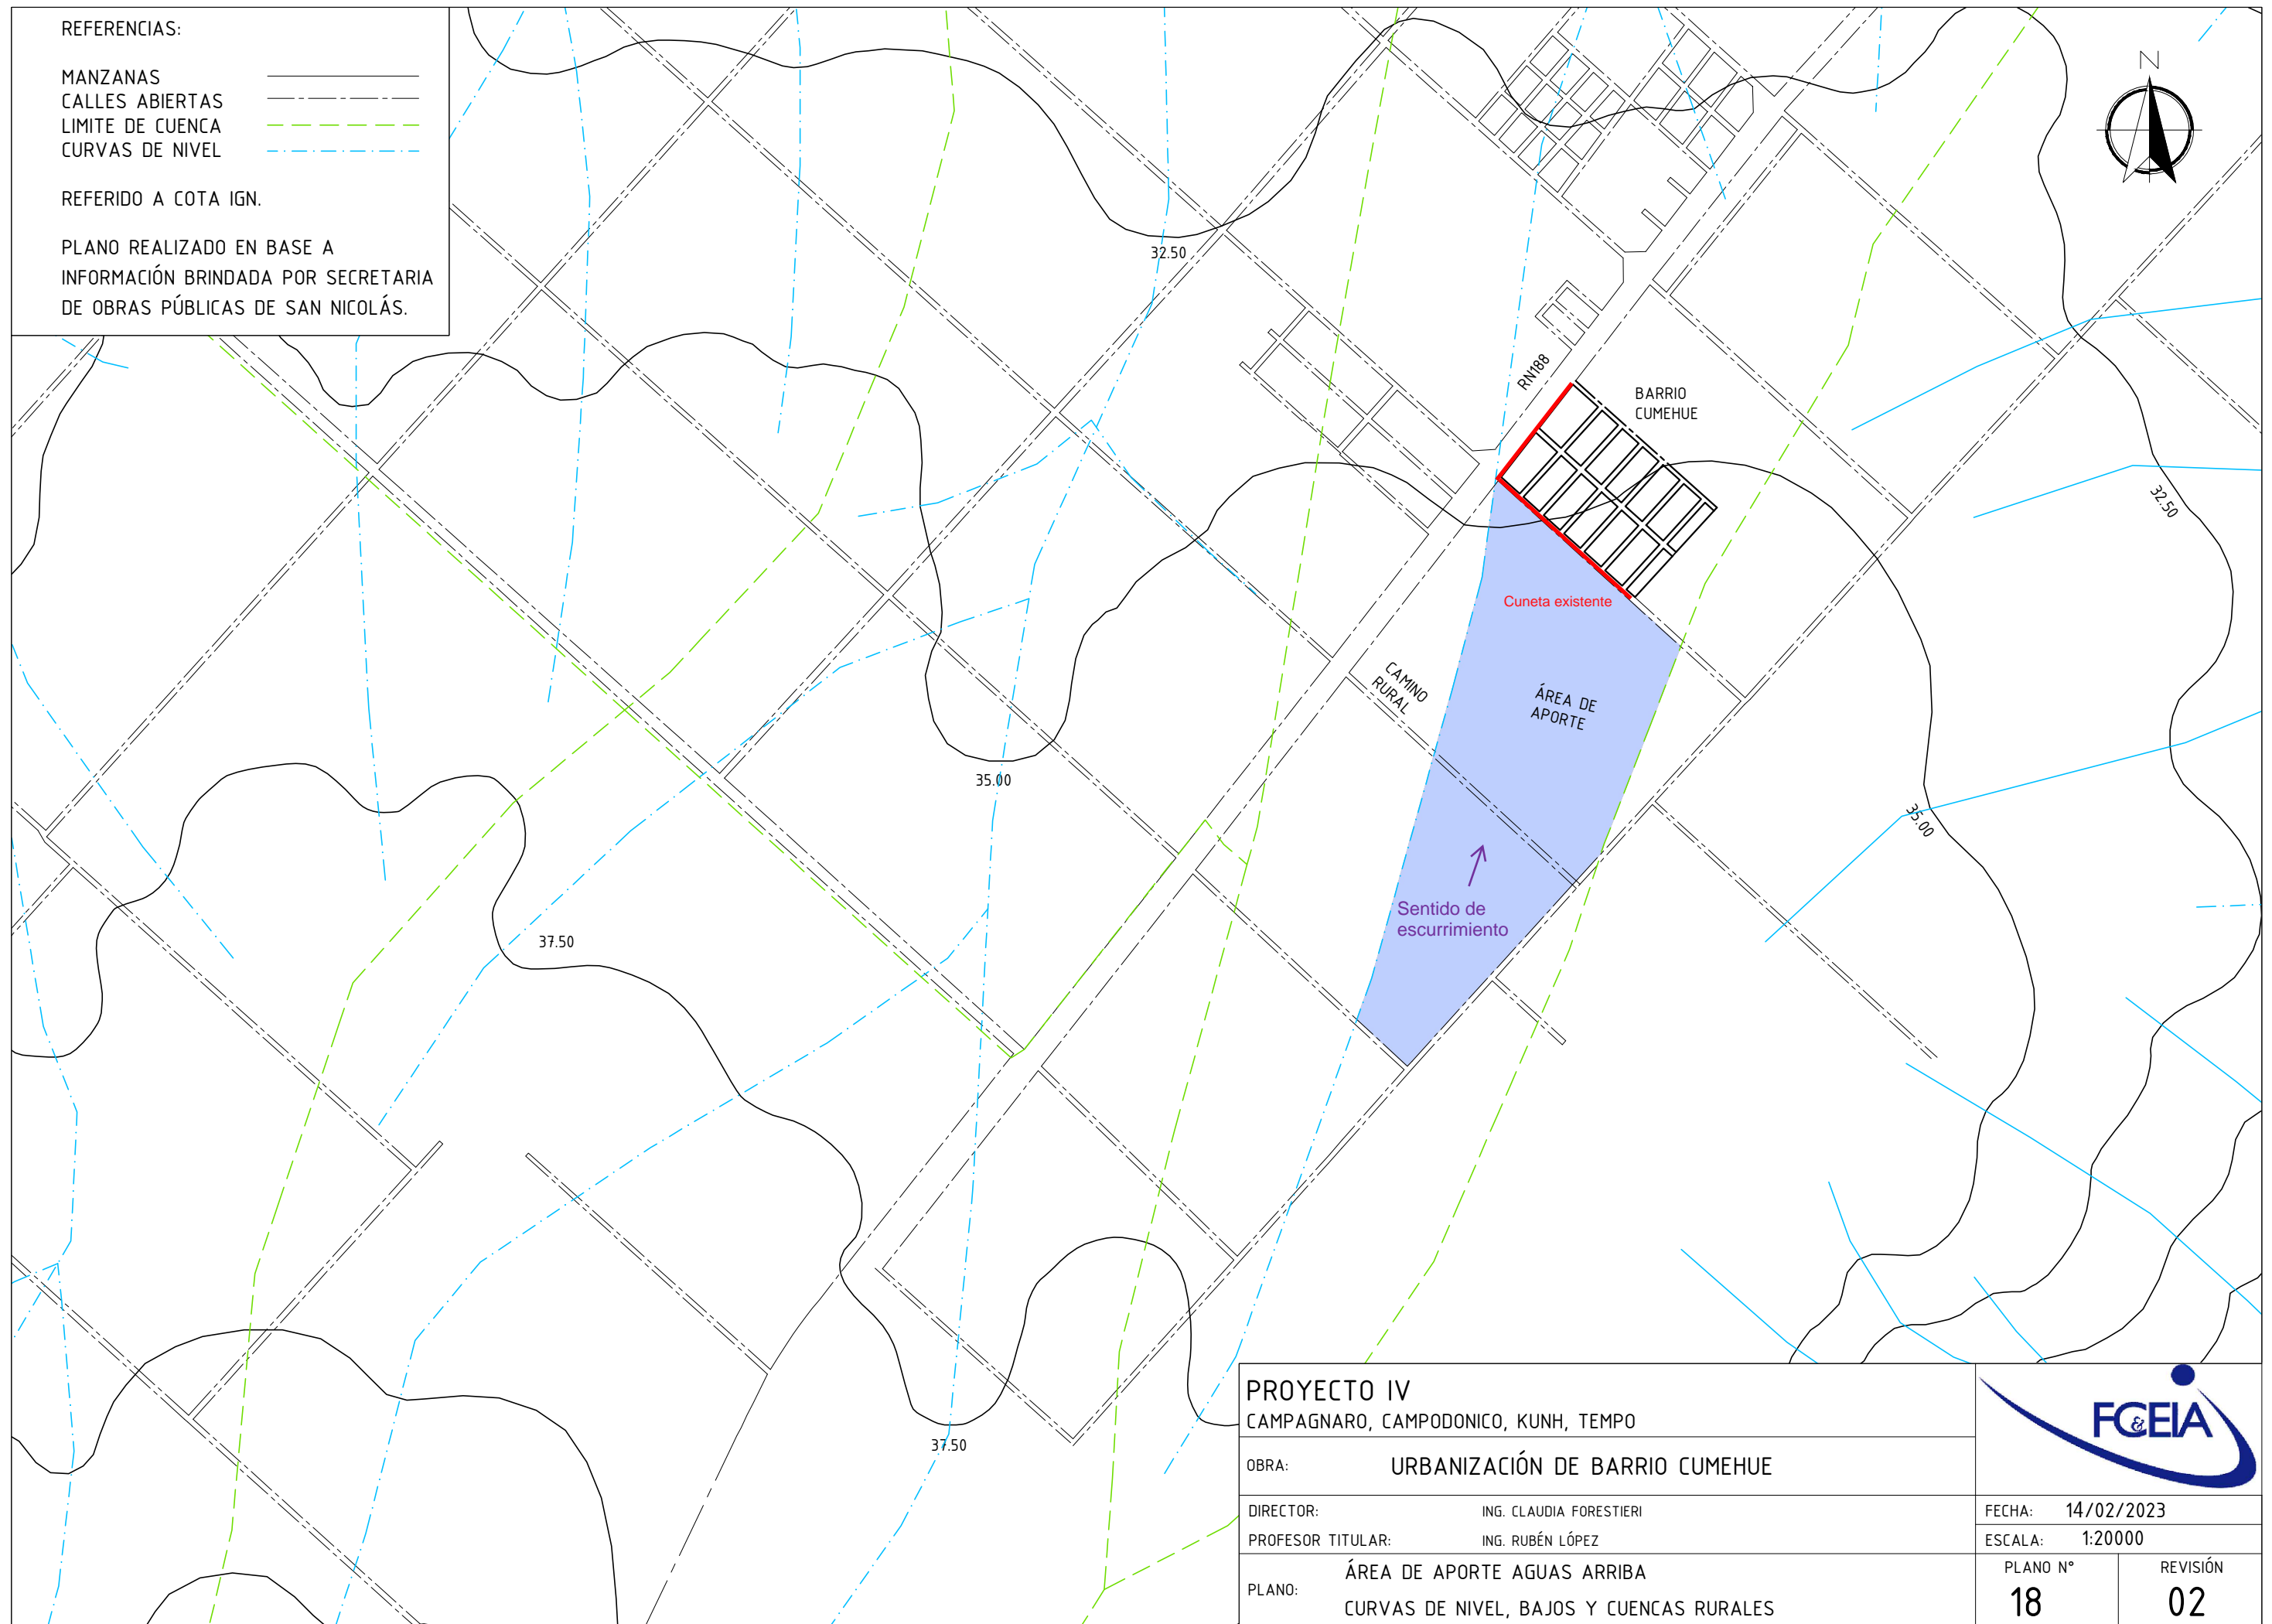 REFERENCIAS:
MANZANAS
CALLES ABIERTAS
LIMITE DE CUENCA
CURVAS DE NIVEL
REFERIDO A COTA IGN.
PLANO REALIZADO EN BASE A
INFORMACIÓN BRINDADA POR SECRETARIA
DE OBRAS PÚBLICAS DE SAN NICOLÁS.
N
32.50
RN188
BARRIO
CUMEHUE
32.50
Cuneta existente
CAMINO
RURAL
ÁREA DE
APORTE
35.00
35.00
Sentido de
escurrimiento
37.50
37.50
PROYECTO IV
CAMPAGNARO, CAMPODONICO, KUNH, TEMPO
OBRA: URBANIZACIÓN DE BARRIO CUMEHUE
FC&EIA
DIRECTOR: ING. CLAUDIA FORESTIERI
PROFESOR TITULAR: ING. RUBÉN LÓPEZ
FECHA: 14/02/2023
ESCALA: 1:20000
PLANO: ÁREA DE APORTE AGUAS ARRIBA
CURVAS DE NIVEL, BAJOS Y CUENCAS RURALES
PLANO N°
18
REVISIÓN
02